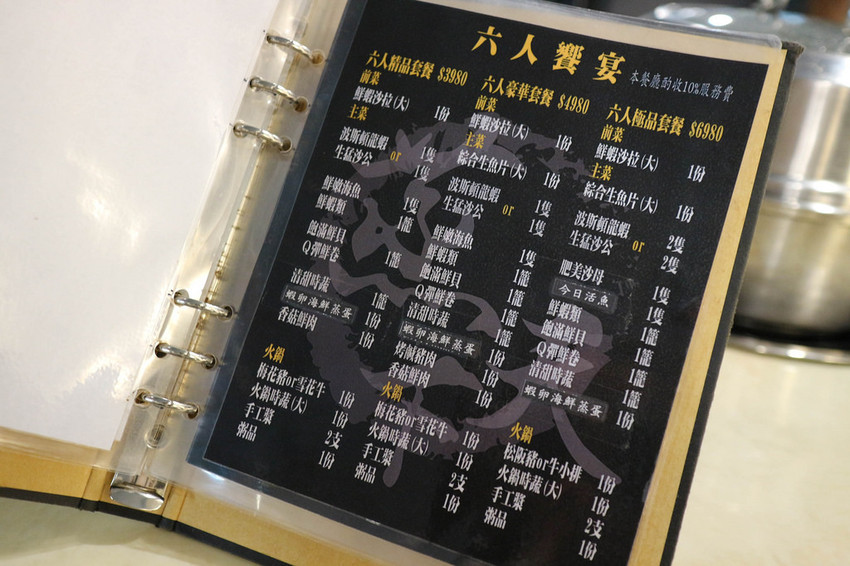 六人饗宴
本餐廳酌收10%服務費
六人精品套餐 $3980
前菜
鮮蝦沙拉(大) 1份
主菜
波斯頓龍蝦 or 1隻
生猛沙公 1隻
鮮嫩海魚 1隻
鮮蝦類 1籠
飽滿鮮貝
Q彈鮮卷 1籠
清甜時蔬 1籠
蝦卵海鮮蒸蛋 1份
香菇鮮肉 1份
火鍋
梅花豬or雪花牛 1份
火鍋時蔬(大) 1份
手工漿 2支
粥品 1份
六人豪華套餐 $4980
前菜
鮮蝦沙拉(大) 1份
主菜
綜合生魚片(大) 1份
波斯頓龍蝦 or 1隻
生猛沙公 1隻
鮮嫩海魚 1隻
鮮蝦類 1籠
飽滿鮮貝 1籠
Q彈鮮卷 1籠
清甜時蔬 1籠
蝦卵海鮮蒸蛋 1份
烤鹹豬肉 1份
香菇鮮肉 1份
火鍋
梅花豬or雪花牛 1份
火鍋時蔬(大) 1份
手工漿 2支
粥品 1份
六人極品套餐 $6980
前菜
鮮蝦沙拉(大) 1份
主菜
綜合生魚片(大) 1份
波斯頓龍蝦 or 2隻
生猛沙公 2隻
肥美沙母 1隻
今日活魚 1隻
鮮蝦類 1籠
飽滿鮮貝 1籠
Q彈鮮卷 1籠
清甜時蔬 1籠
蝦卵海鮮蒸蛋 1份
火鍋
松阪豬or牛小排 1份
火鍋時蔬(大) 1份
手工漿 2支
粥品 1份